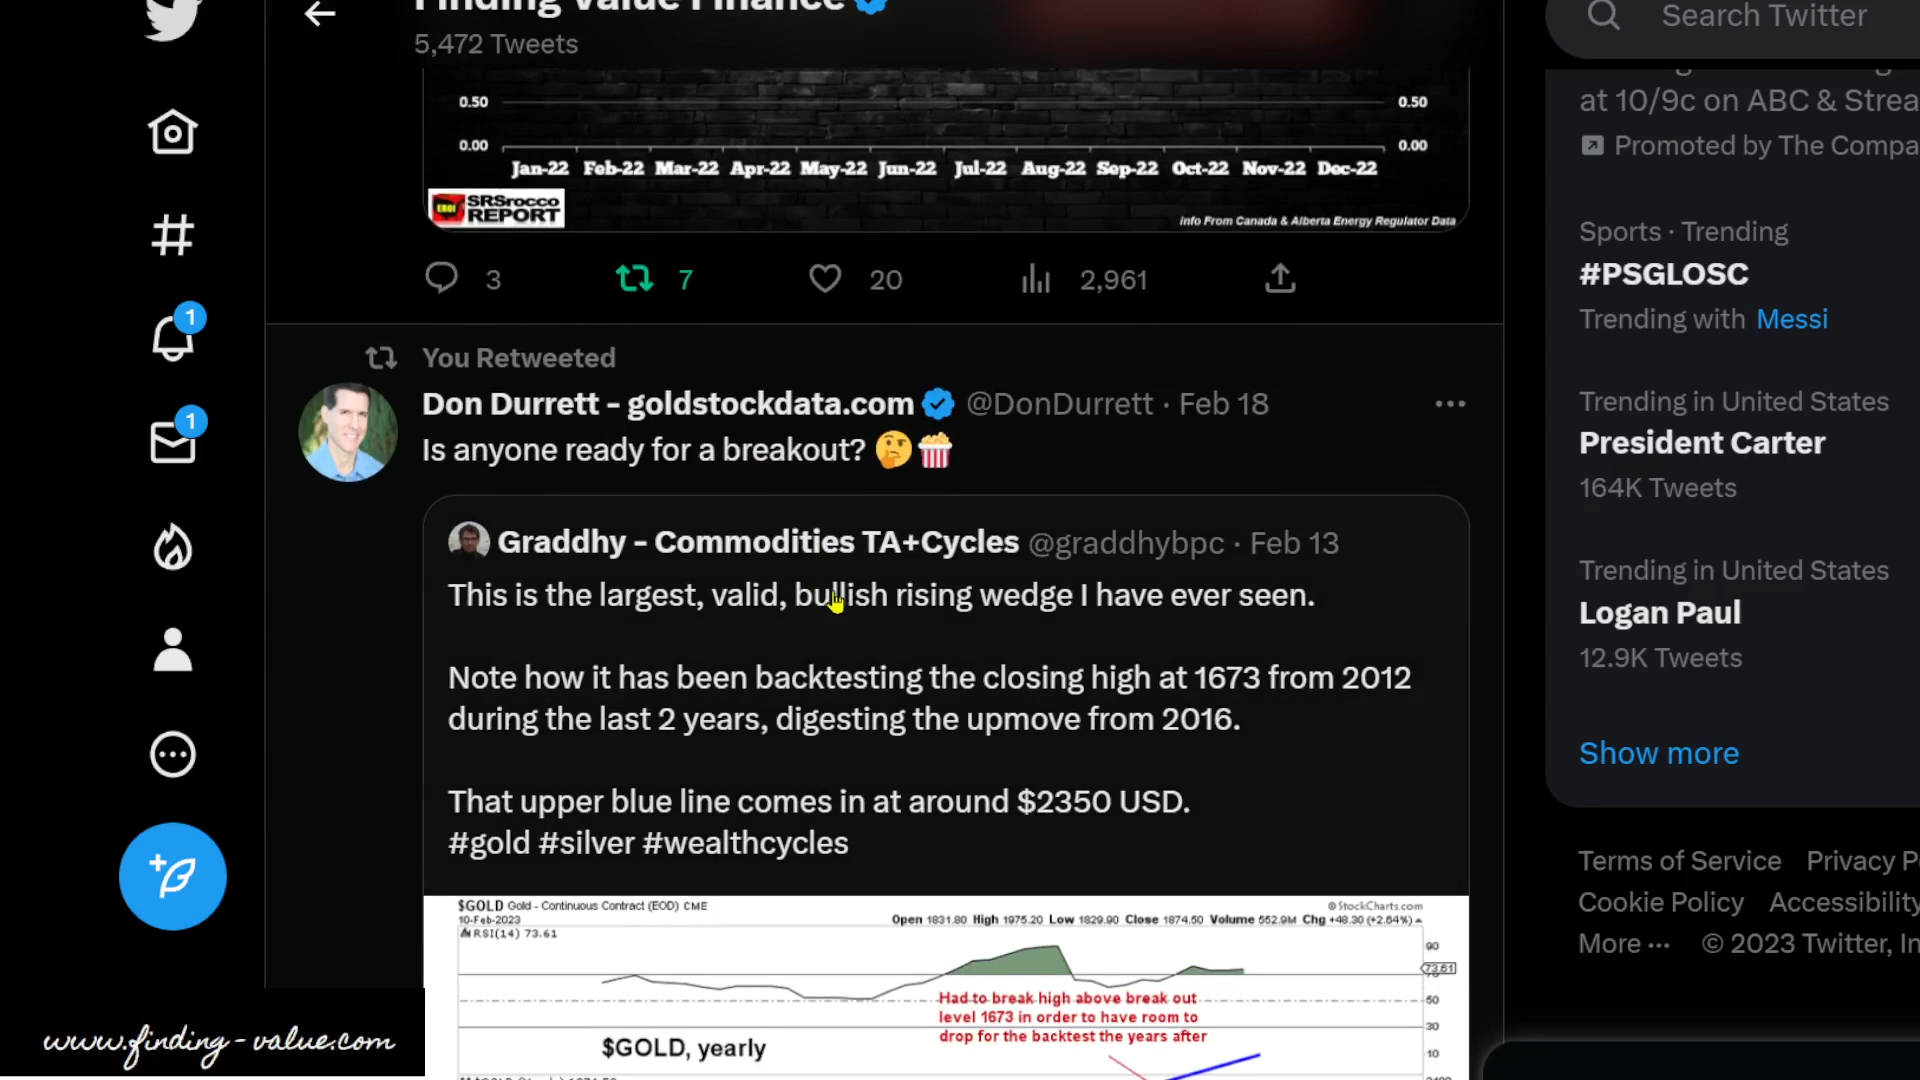 Finding Value Finance
5,472 Tweets
0.50 0.50
0.00 0.00
Jan-22 Feb-22 Mar-22 Apr-22 May-22 Jun-22 Jul-22 Aug-22 Sep-22 Oct-22 Nov-22 Dec-22
EROI SRSrocco
REPORT
Info From Canada & Alberta Energy Regulator Data
3 7 20 2,961
You Retweeted
Don Durrett - goldstockdata.com @DonDurrett · Feb 18
Is anyone ready for a breakout? 🤔🍿
Graddhy - Commodities TA+Cycles @graddhybpc · Feb 13
This is the largest, valid, bullish rising wedge I have ever seen.
Note how it has been backtesting the closing high at 1673 from 2012
during the last 2 years, digesting the upmove from 2016.
That upper blue line comes in at around $2350 USD.
#gold #silver #wealthcycles
$GOLD Gold - Continuous Contract (EOD) CME
© StockCharts.com
10-Feb-2023
Open 1831.80 High 1975.20 Low 1829.90 Close 1874.50 Volume 552.9M Chg +48.30 (+2.64%)
RSI(14) 73.61
90
73.61
50
30
10
Had to break high above break out
level 1673 in order to have room to
drop for the backtest the years after
$GOLD, yearly
1
1
www.finding-value.com
Search Twitter
at 10/9c on ABC & Strea
Promoted by The Compa
Sports · Trending
#PSGLOSC
Trending with Messi
Trending in United States
President Carter
164K Tweets
Trending in United States
Logan Paul
12.9K Tweets
Show more
Terms of Service Privacy P
Cookie Policy Accessibility
More ··· © 2023 Twitter, In